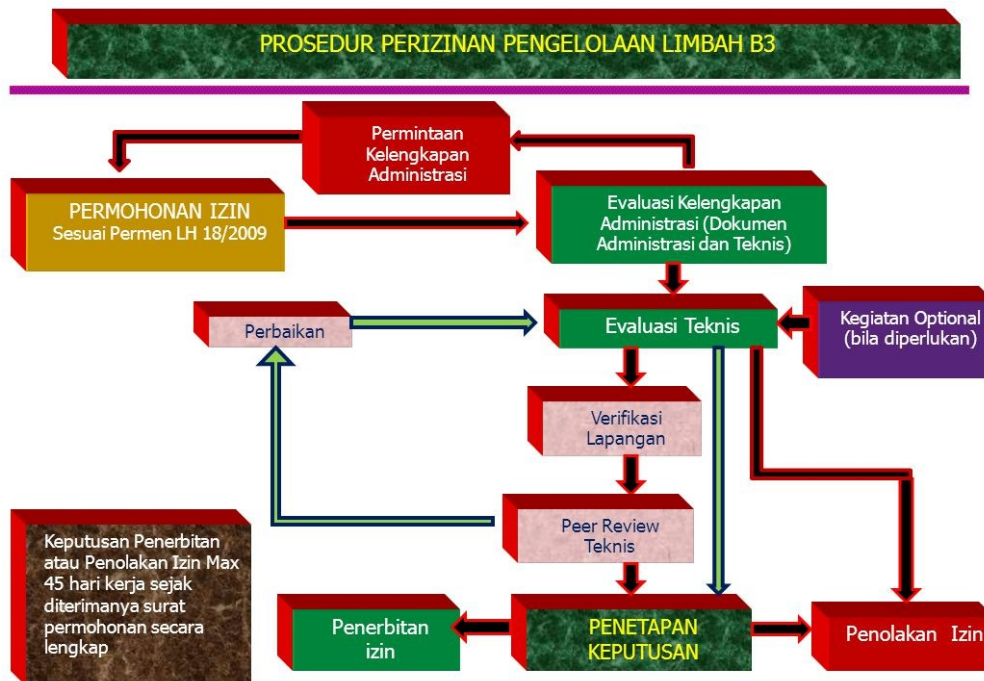 PROSEDUR PERIZINAN PENGELOLAAN LIMBAH B3
Permintaan
Kelengkapan
Administrasi
PERMOHONAN IZIN
Sesuai Permen LH 18/2009
Evaluasi Kelengkapan
Administrasi (Dokumen
Administrasi dan Teknis)
Perbaikan
Evaluasi Teknis
Kegiatan Optional
(bila diperlukan)
Verifikasi
Lapangan
Peer Review
Teknis
Keputusan Penerbitan
atau Penolakan Izin Max
45 hari kerja sejak
diterimanya surat
permohonan secara
lengkap
Penerbitan
izin
PENETAPAN
KEPUTUSAN
Penolakan Izin